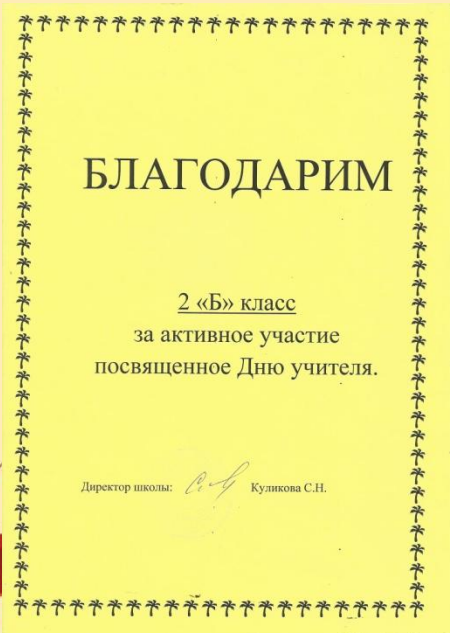 БЛАГОДАРИМ
2 «Б» класс
за активное участие
посвященное Дню учителя.
Директор школы: Куликова С.Н.